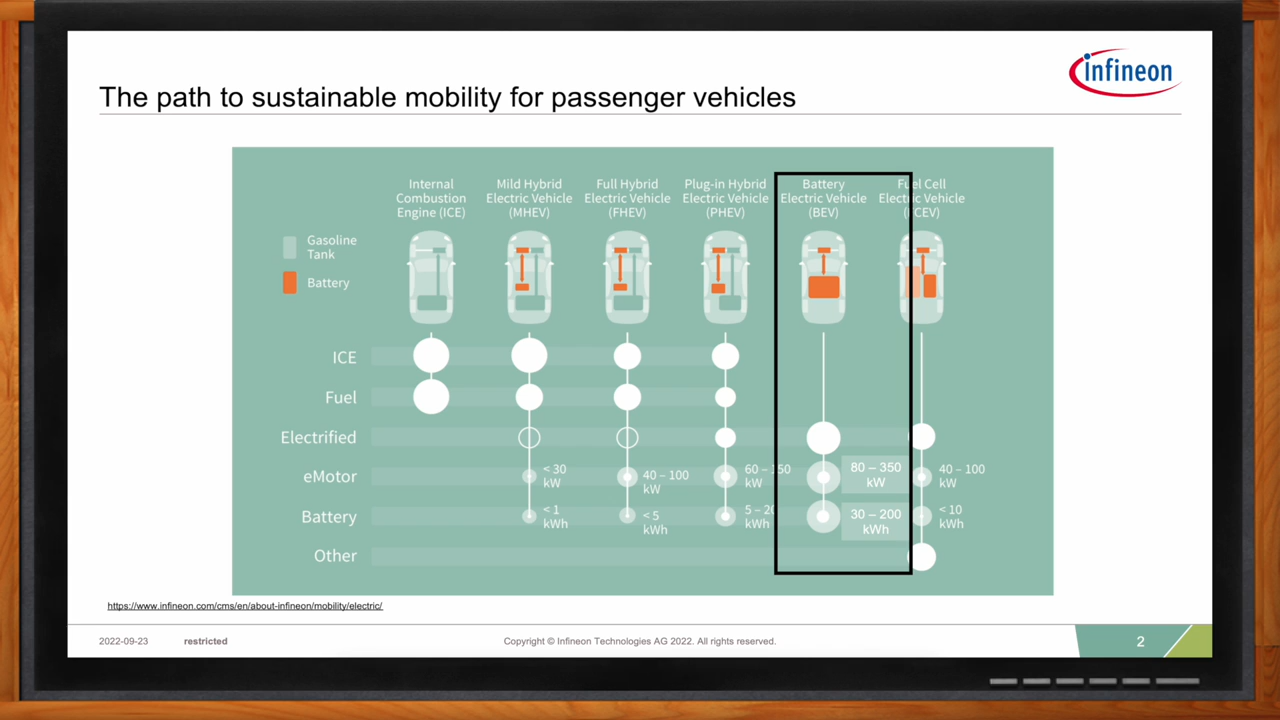 infineon
The path to sustainable mobility for passenger vehicles
Internal
Combustion
Engine (ICE)
Mild Hybrid
Electric Vehicle
(MHEV)
Full Hybrid
Electric Vehicle
(FHEV)
Plug-in Hybrid
Electric Vehicle
(PHEV)
Battery
Electric Vehicle
(BEV)
Fuel Cell
Electric Vehicle
(FCEV)
Gasoline
Tank
Battery
ICE
Fuel
Electrified
eMotor
< 30
kW
40 – 100
kW
60 – 150
kW
80 – 350
kW
40 – 100
kW
Battery
< 1
kWh
< 5
kWh
5 – 20
kWh
30 – 200
kWh
< 10
kWh
Other
https://www.infineon.com/cms/en/about-infineon/mobility/electric/
2022-09-23 restricted Copyright © Infineon Technologies AG 2022. All rights reserved. 2